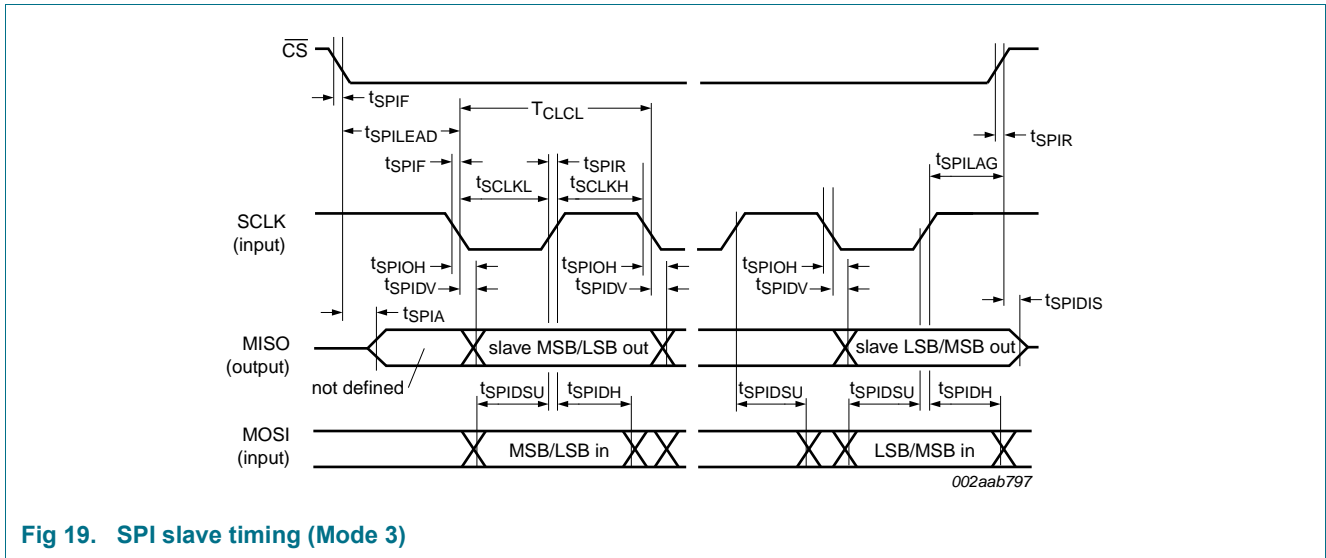 CS
tSPIF
TCLCL
tSPILEAD
tSPIR
tSPIF
tSPIR
tSPILAG
tSCLKL
tSCLKH
SCLK
(input)
tSPIOH
tSPIOH
tSPIOH
tSPIDV
tSPIDV
tSPIDV
tSPIDIS
tSPIA
MISO
(output)
slave MSB/LSB out
slave LSB/MSB out
not defined
tSPIDSU
tSPIDH
tSPIDSU
tSPIDSU
tSPIDH
MOSI
(input)
MSB/LSB in
LSB/MSB in
002aab797
Fig 19. SPI slave timing (Mode 3)